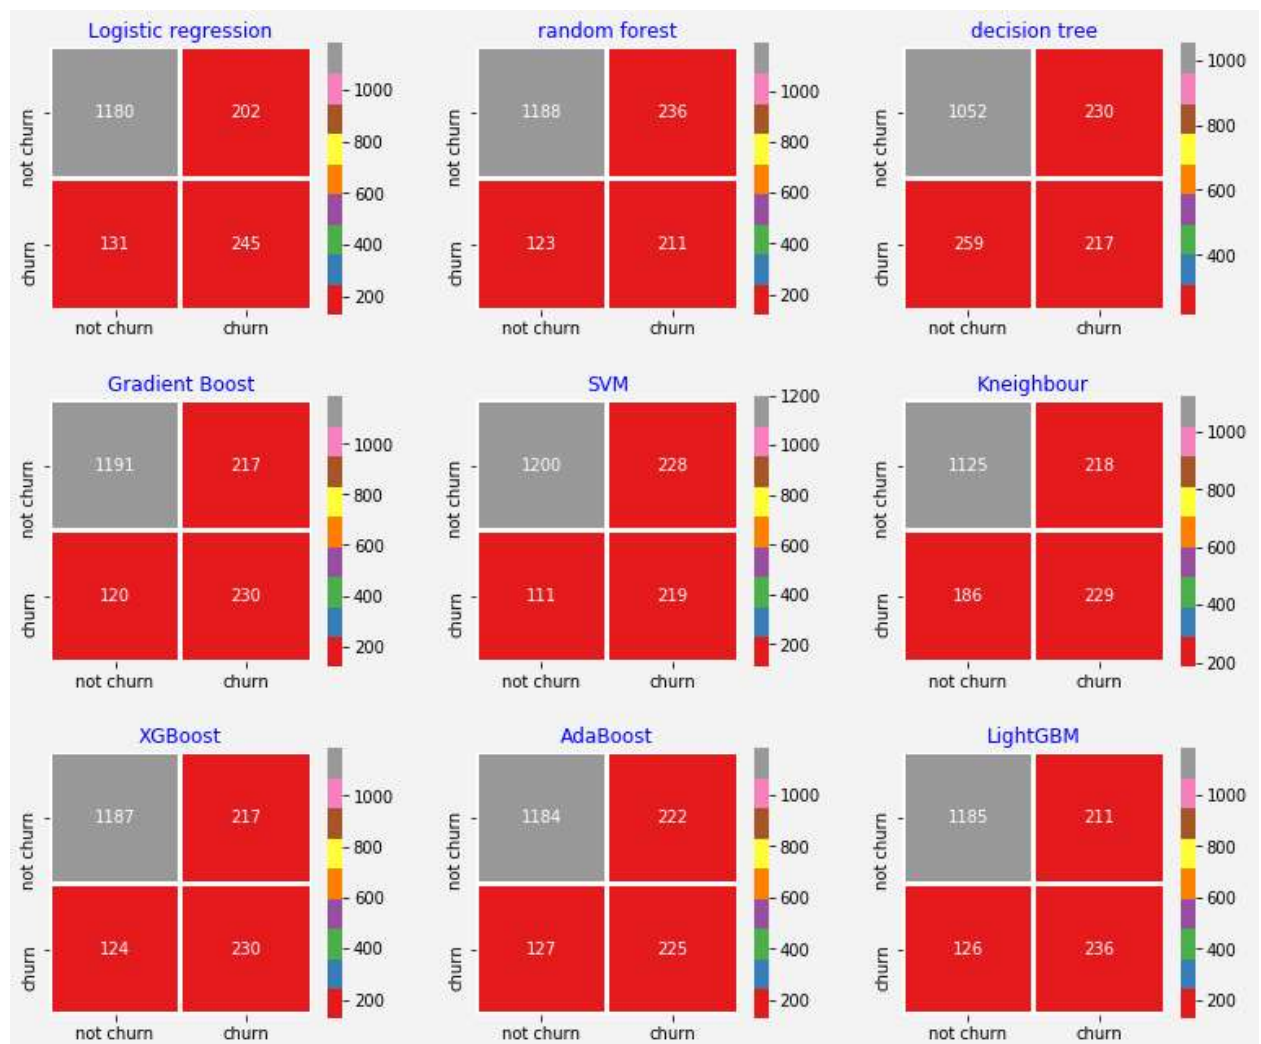 Logistic regression
not churn
churn
1180 202
131 245
not churn churn
1000
800
600
400
200
random forest
not churn
churn
1188 236
123 211
not churn churn
1000
800
600
400
200
decision tree
1052 230
259 217
not churn churn
1000
800
600
400
Gradient Boost
not churn
churn
1191 217
120 230
not churn churn
1000
800
600
400
200
SVM
not churn
churn
1200 228
111 219
not churn churn
1200
1000
800
600
400
200
Kneighbour
not churn
churn
1125 218
186 229
not churn churn
1000
800
600
400
200
XGBoost
not churn
churn
1187 217
124 230
not churn churn
1000
800
600
400
200
AdaBoost
not churn
churn
1184 222
127 225
not churn churn
1000
800
600
400
200
LightGBM
not churn
churn
1185 211
126 236
not churn churn
1000
800
600
400
200